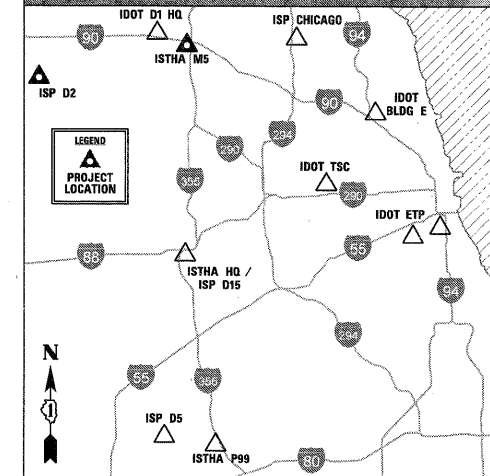 IDOT D1 HQ
ISP CHICAGO
90
94
ISTHA M5
ISP D2
IDOT
BLDG E
90
294
LEGEND
PROJECT
LOCATION
290
IDOT TSC
355
290
IDOT ETP
55
88
ISTHA HQ /
ISP D15
94
294
N
1
55
355
ISP D5
ISTHA P99
80